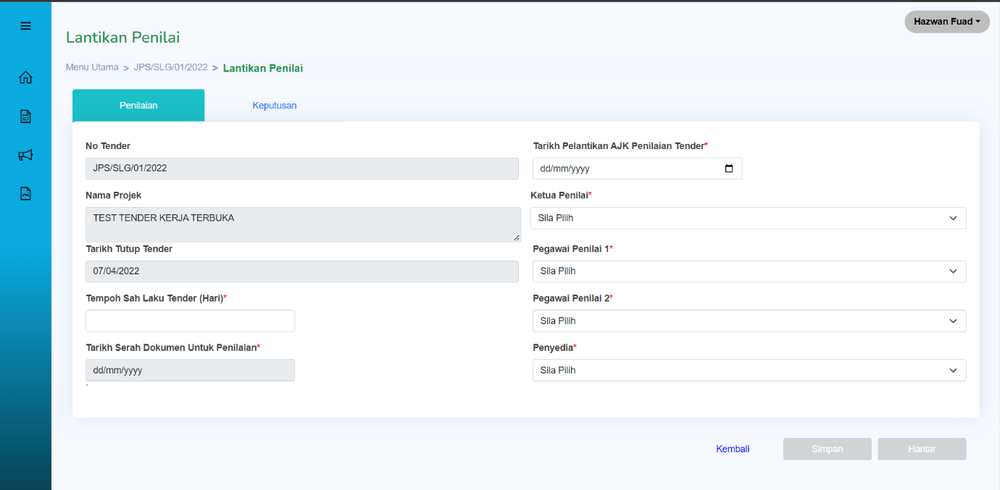 Hazwan Fuad
Lantikan Penilai
Menu Utama > JPS/SLG/01/2022 > Lantikan Penilai
Penilaian
Keputusan
No Tender
JPS/SLG/01/2022
Nama Projek
TEST TENDER KERJA TERBUKA
Tarikh Tutup Tender
07/04/2022
Tempoh Sah Laku Tender (Hari)*
Tarikh Serah Dokumen Untuk Penilaian*
dd/mm/yyyy
`
Tarikh Pelantikan AJK Penilaian Tender*
dd/mm/yyyy
Ketua Penilai*
Sila Pilih
Pegawai Penilai 1*
Sila Pilih
Pegawai Penilai 2*
Sila Pilih
Penyedia*
Sila Pilih
Kembali
Simpan
Hantar